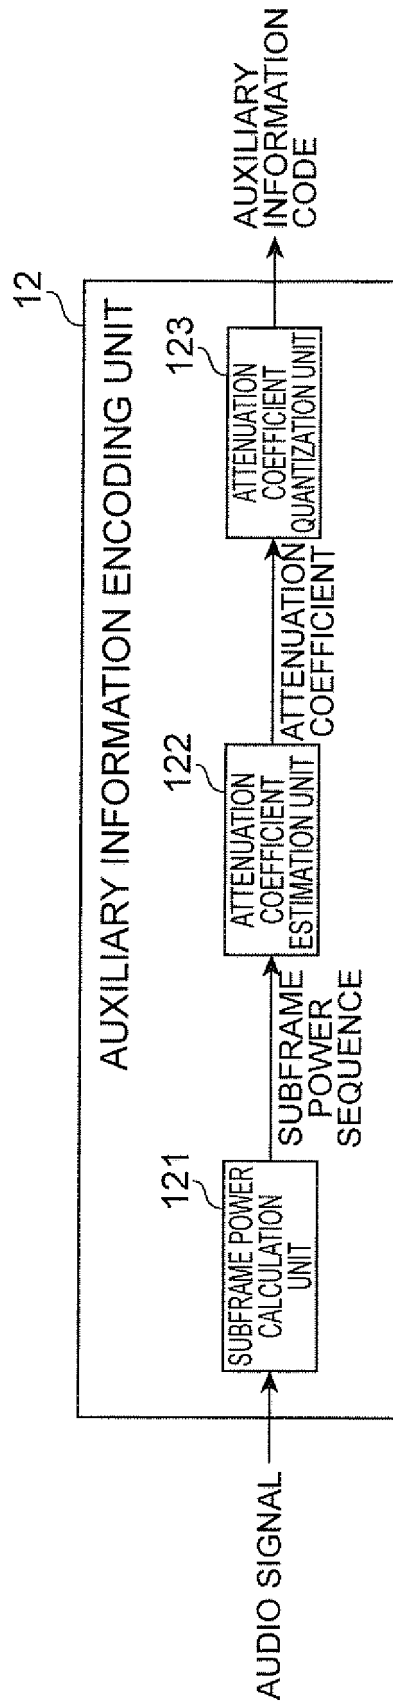 12
AUXILIARY INFORMATION ENCODING UNIT
AUDIO SIGNAL
121
SUBFRAME POWER
CALCULATION
UNIT
SUBFRAME
POWER
SEQUENCE
122
ATTENUATION
COEFFICIENT
ESTIMATION UNIT
ATTENUATION
COEFFICIENT
123
ATTENUATION
COEFFICIENT
QUANTIZATION UNIT
AUXILIARY
INFORMATION
CODE